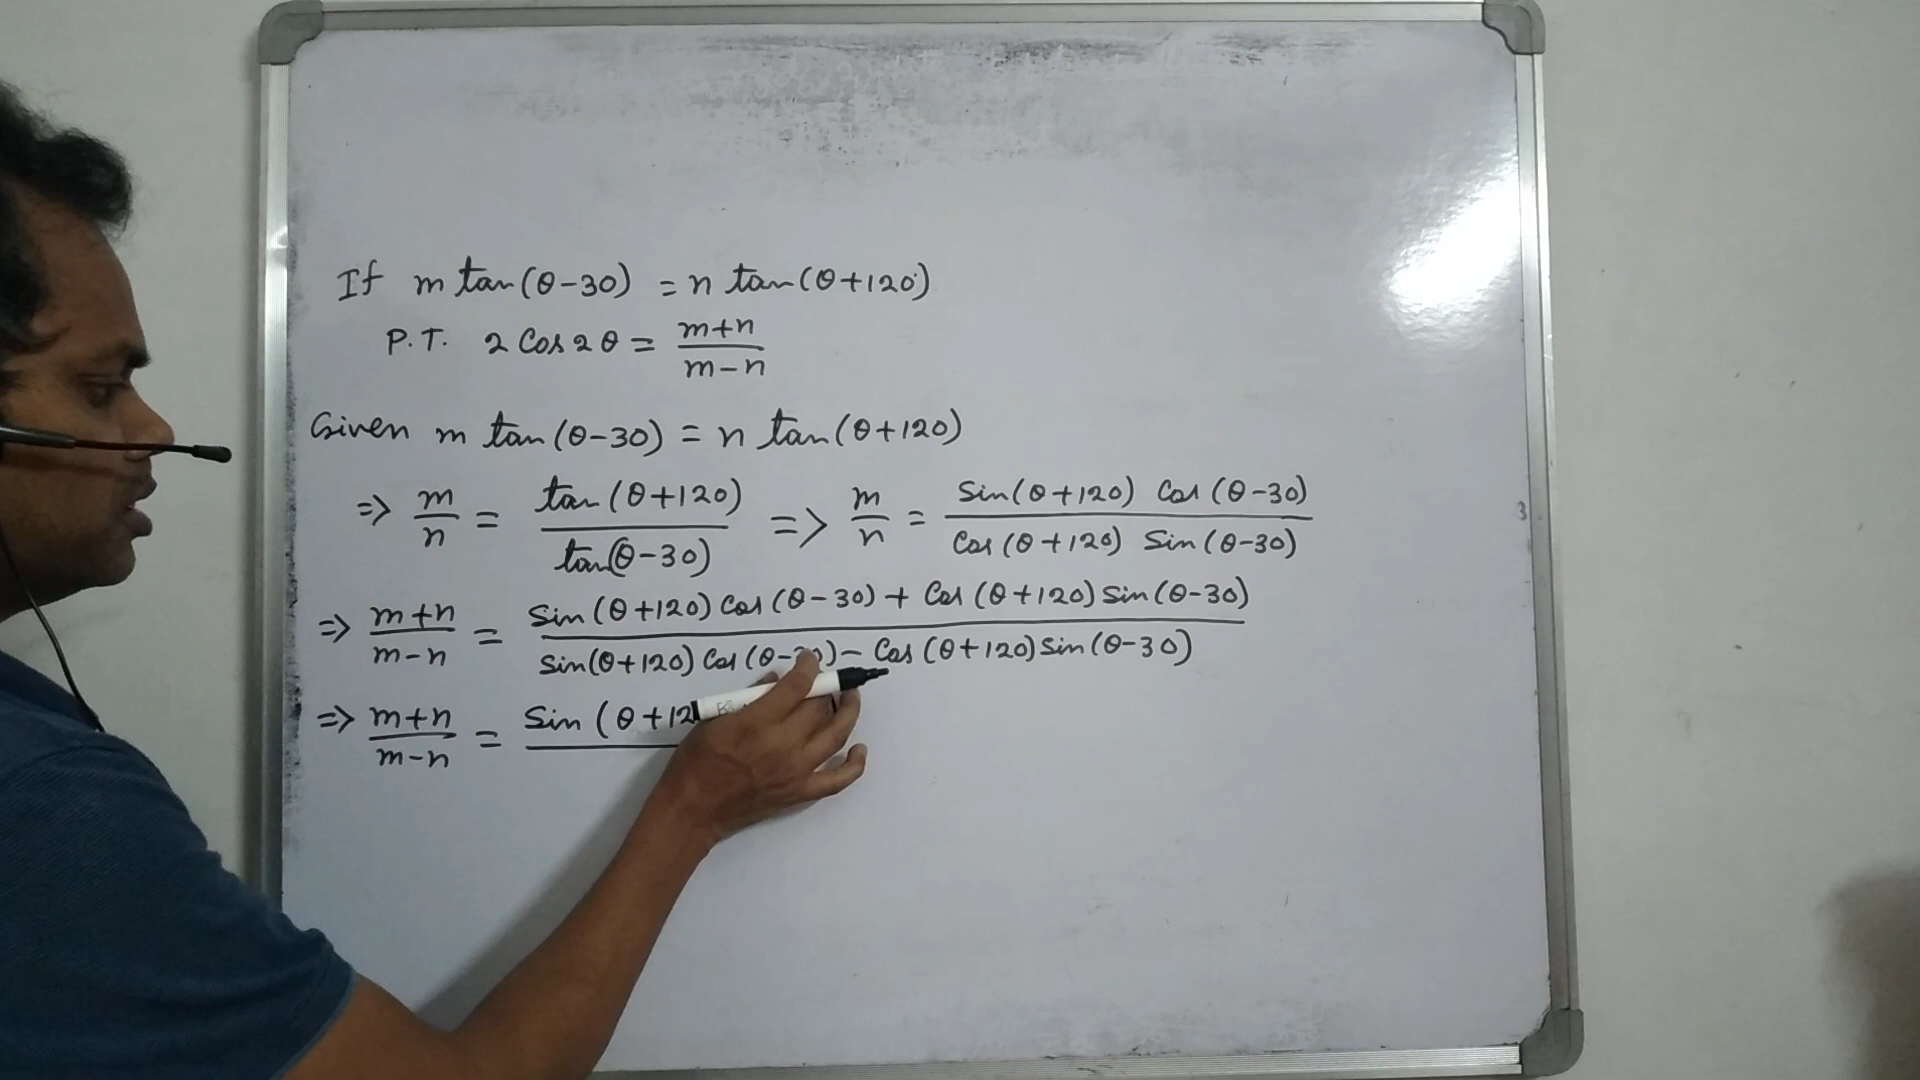 If m tan(θ-30) = n tan(θ+120)
P.T. 2 Cos 2θ = m+n / m-n
Given m tan(θ-30) = n tan(θ+120)
=> m/n = tan(θ+120) / tan(θ-30) => m/n = Sin(θ+120) Cos(θ-30) / Cos(θ+120) Sin(θ-30)
=> m+n / m-n = Sin(θ+120) Cos(θ-30) + Cos(θ+120) Sin(θ-30) / Sin(θ+120) Cos(θ-30) - Cos(θ+120) Sin(θ-30)
=> m+n / m-n = Sin (θ+12